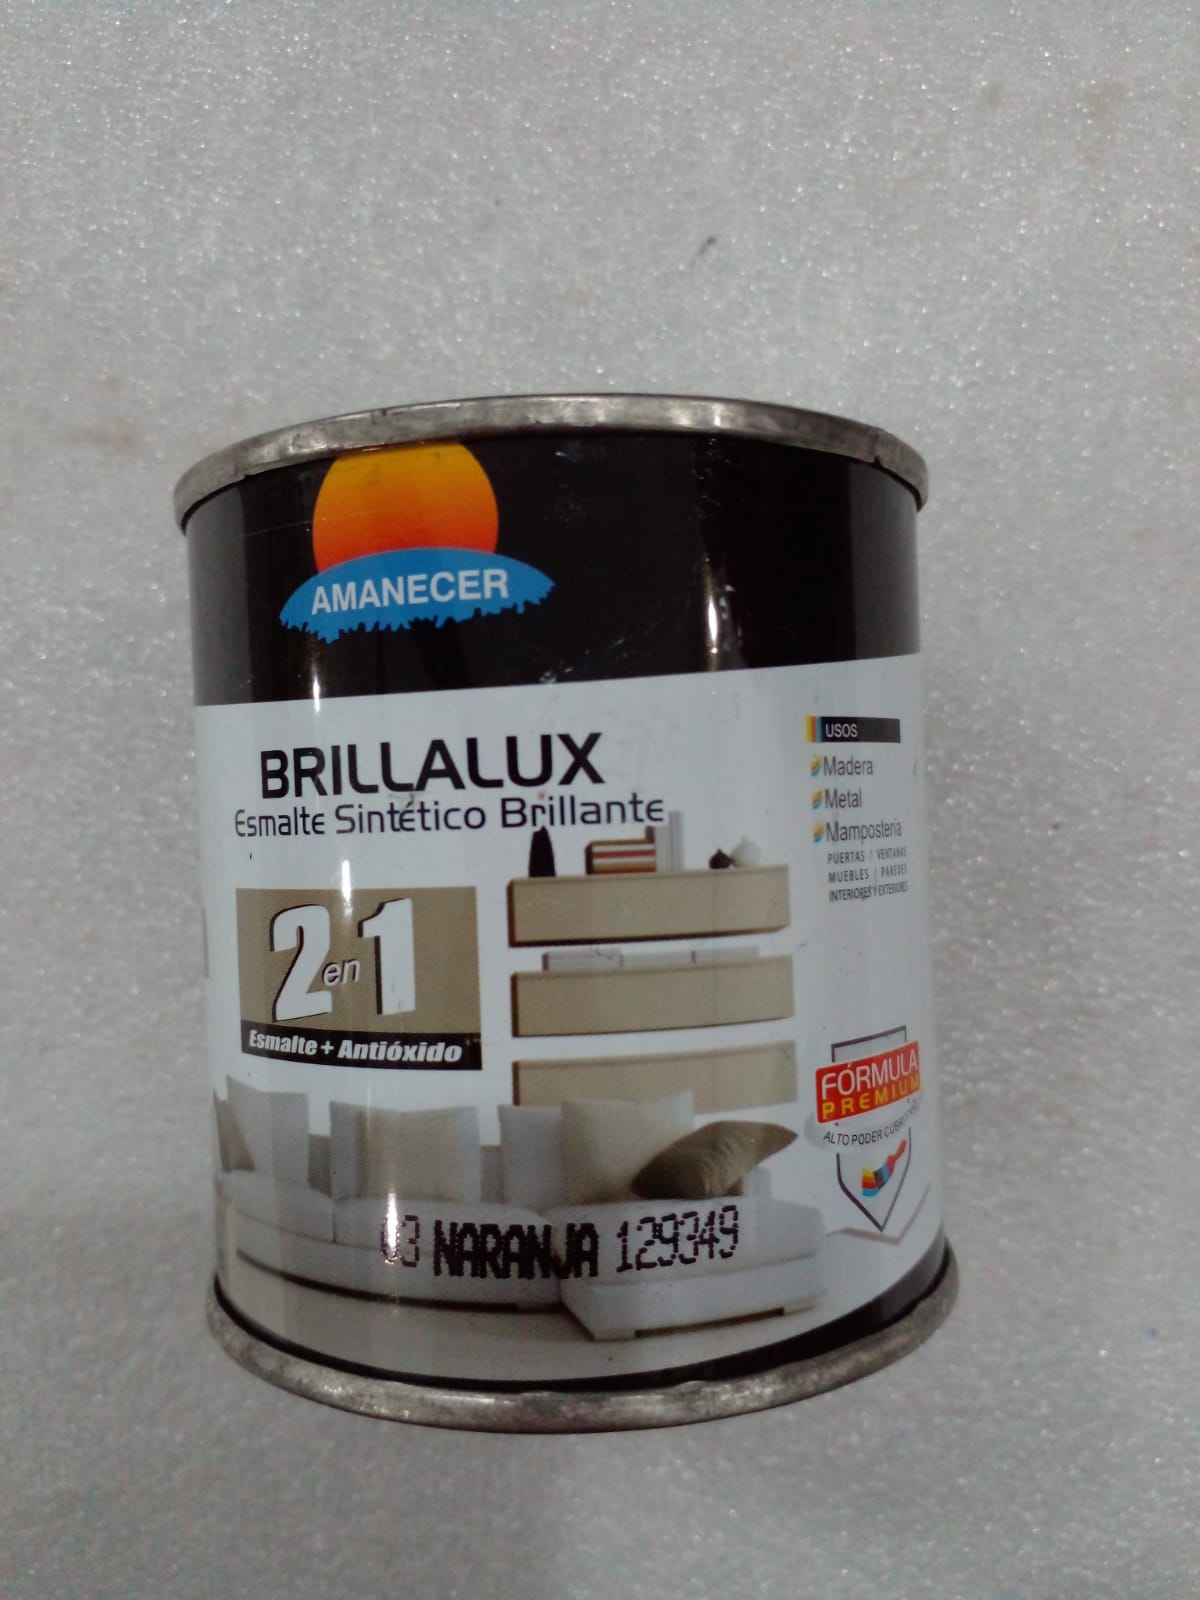 AMANECER
BRILLALUX
Esmalte Sintético Brillante
USOS
Madera
Metal
Mampostería
PUERTAS / VENTANAS
MUEBLES / PAREDES
INTERIORES Y EXTERIORES
2 en 1
Esmalte + Antióxido
FÓRMULA
PREMIUM
ALTO PODER
03 NARANJA 129349